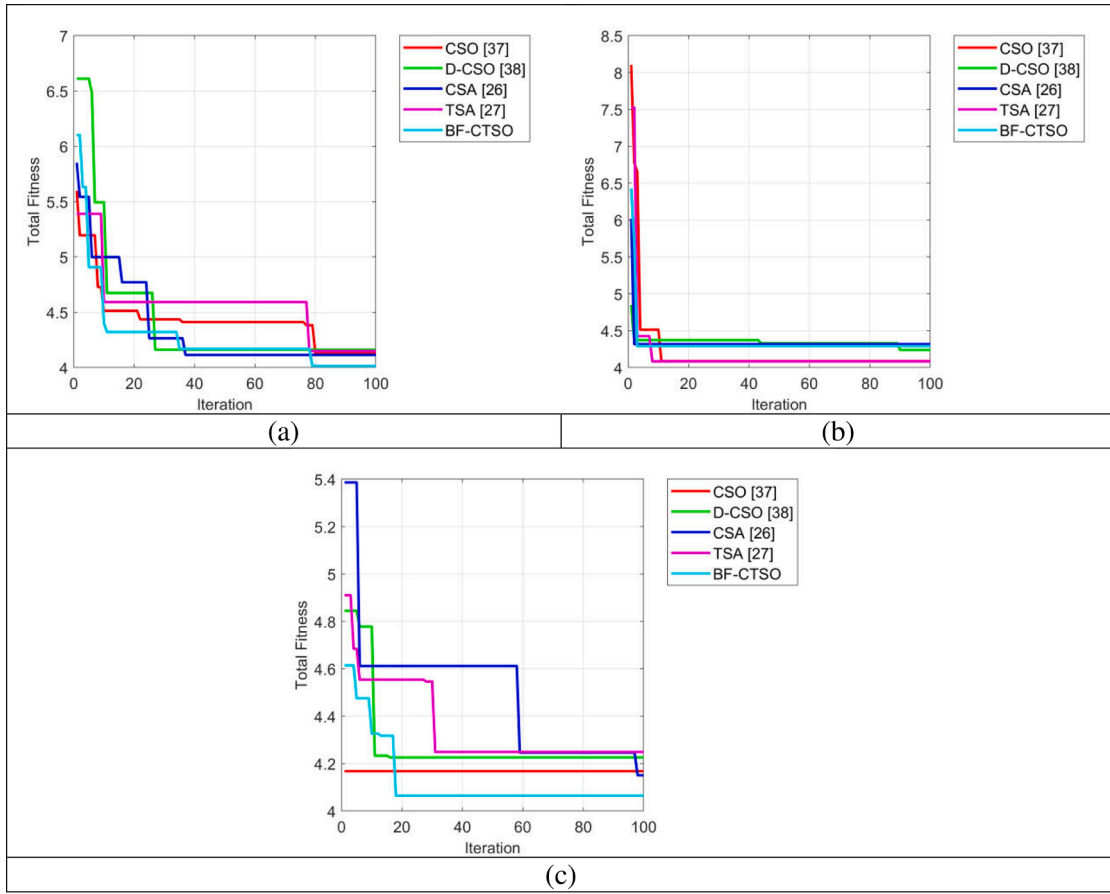 7
6.5
6
5.5
5
4.5
4
Total Fitness
0 20 40 60 80 100
Iteration
CSO [37]
D-CSO [38]
CSA [26]
TSA [27]
BF-CTSO
(a)
8.5
8
7.5
7
6.5
6
5.5
5
4.5
4
Total Fitness
0 20 40 60 80 100
Iteration
CSO [37]
D-CSO [38]
CSA [26]
TSA [27]
BF-CTSO
(b)
5.4
5.2
5
4.8
4.6
4.4
4.2
4
Total Fitness
0 20 40 60 80 100
Iteration
CSO [37]
D-CSO [38]
CSA [26]
TSA [27]
BF-CTSO
(c)